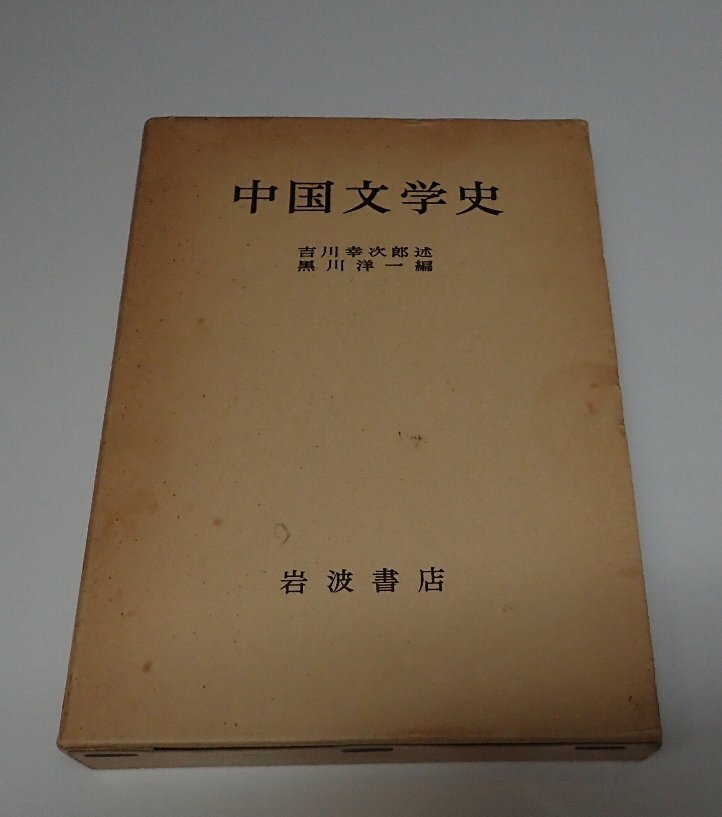 中国文学史
吉川幸次郎述
黒川洋一編
岩波書店